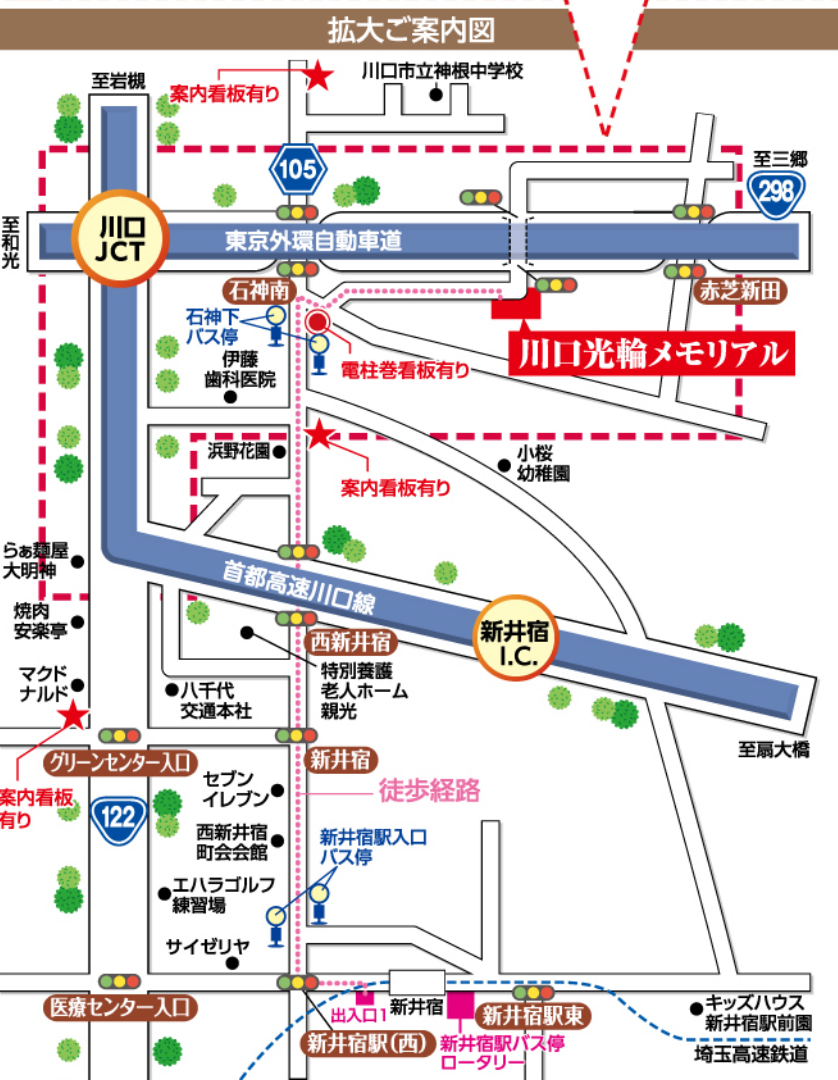 拡大ご案内図
至岩槻
案内看板有り
川口市立神根中学校
105
至三郷
298
至和光
川口
JCT
東京外環自動車道
石神南
赤芝新田
石神下
バス停
川口光輪メモリアル
伊藤
歯科医院
電柱巻看板有り
浜野花園
小桜
幼稚園
案内看板有り
らぁ麺屋
大明神
首都高速川口線
焼肉
安楽亭
西新井宿
新井宿
I.C.
マクド
ナルド
八千代
交通本社
特別養護
老人ホーム
親光
至扇大橋
グリーンセンター入口
新井宿
案内看板
有り
122
セブン
イレブン
徒歩経路
西新井宿
町会会館
新井宿駅入口
バス停
エハラゴルフ
練習場
サイゼリヤ
医療センター入口
出入口1
新井宿
新井宿駅東
キッズハウス
新井宿駅前園
新井宿駅(西)
新井宿駅バス停
ロータリー
埼玉高速鉄道